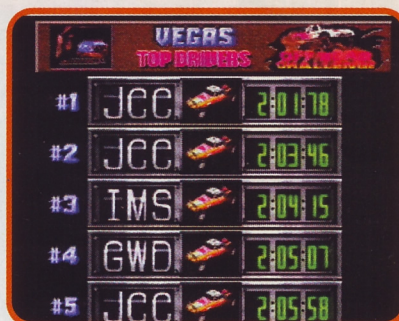 VEGAS
TOP DRIVERS
#1 JCC 2:01:78
#2 JCC 2:03:46
#3 IMS 2:04:15
#4 GWD 2:05:07
#5 JCC 2:05:58